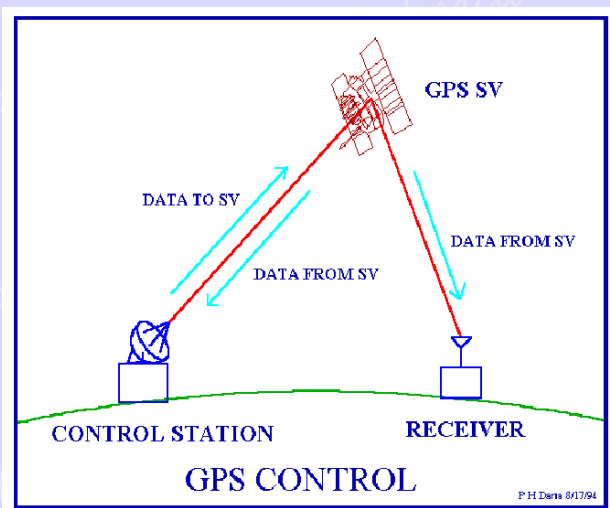 GPS SV
DATA TO SV
DATA FROM SV
DATA FROM SV
CONTROL STATION
RECEIVER
GPS CONTROL
P H Dana 8/17/94